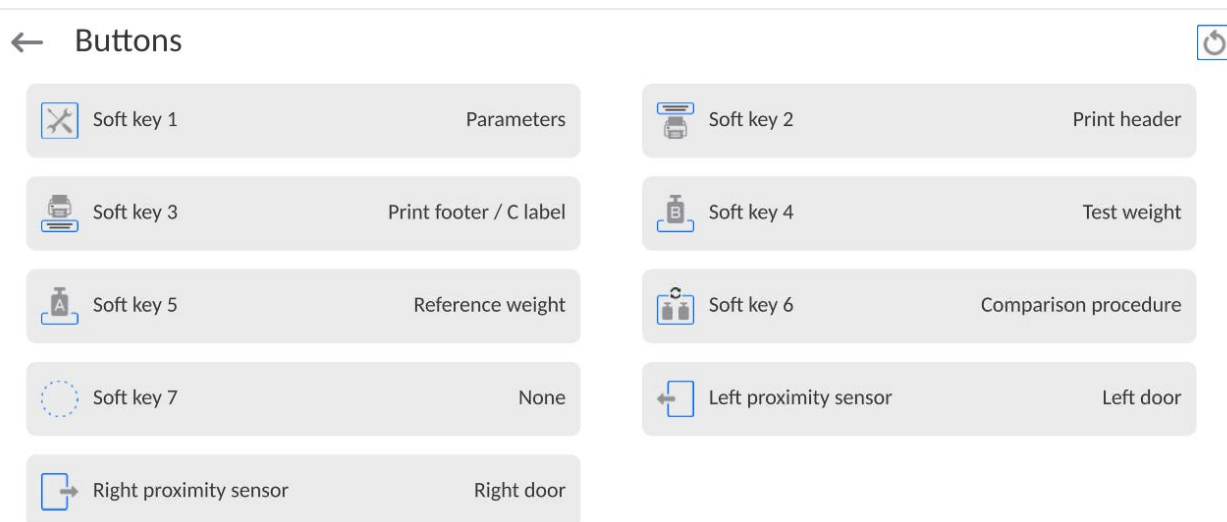 Buttons
Soft key 1 Parameters
Soft key 2 Print header
Soft key 3 Print footer / C label
Soft key 4 Test weight
B
Soft key 5 Reference weight
A
Soft key 6 Comparison procedure
Soft key 7 None
Left proximity sensor Left door
Right proximity sensor Right door